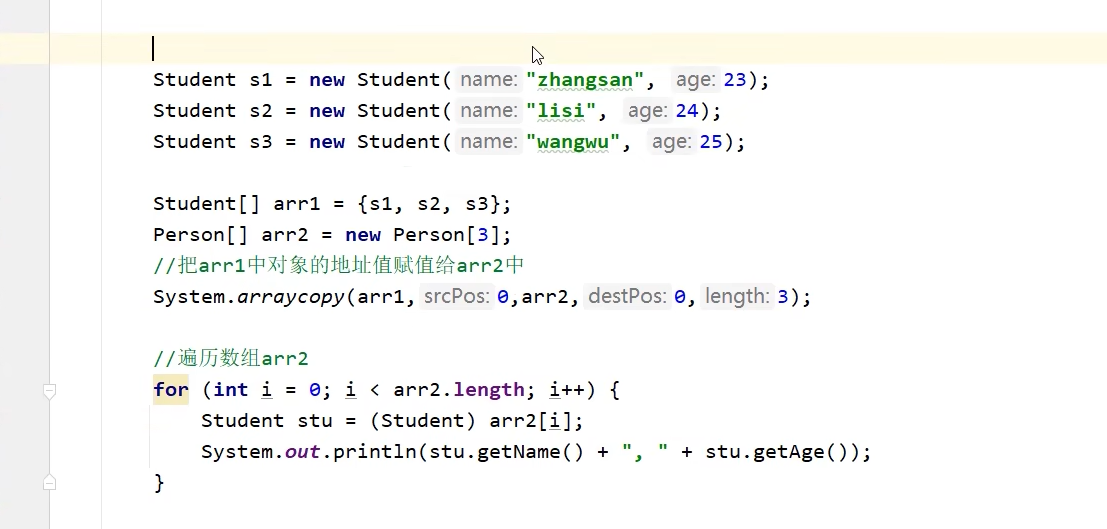 Student s1 = new Student( name: "zhangsan", age: 23);
Student s2 = new Student( name: "lisi", age: 24);
Student s3 = new Student( name: "wangwu", age: 25);
Student[] arr1 = {s1, s2, s3};
Person[] arr2 = new Person[3];
//把arr1中对象的地址值赋值给arr2中
System.arraycopy(arr1, srcPos: 0,arr2, destPos: 0, length: 3);
//遍历数组arr2
for (int i = 0; i < arr2.length; i++) {
Student stu = (Student) arr2[i];
System.out.println(stu.getName() + ", " + stu.getAge());
}